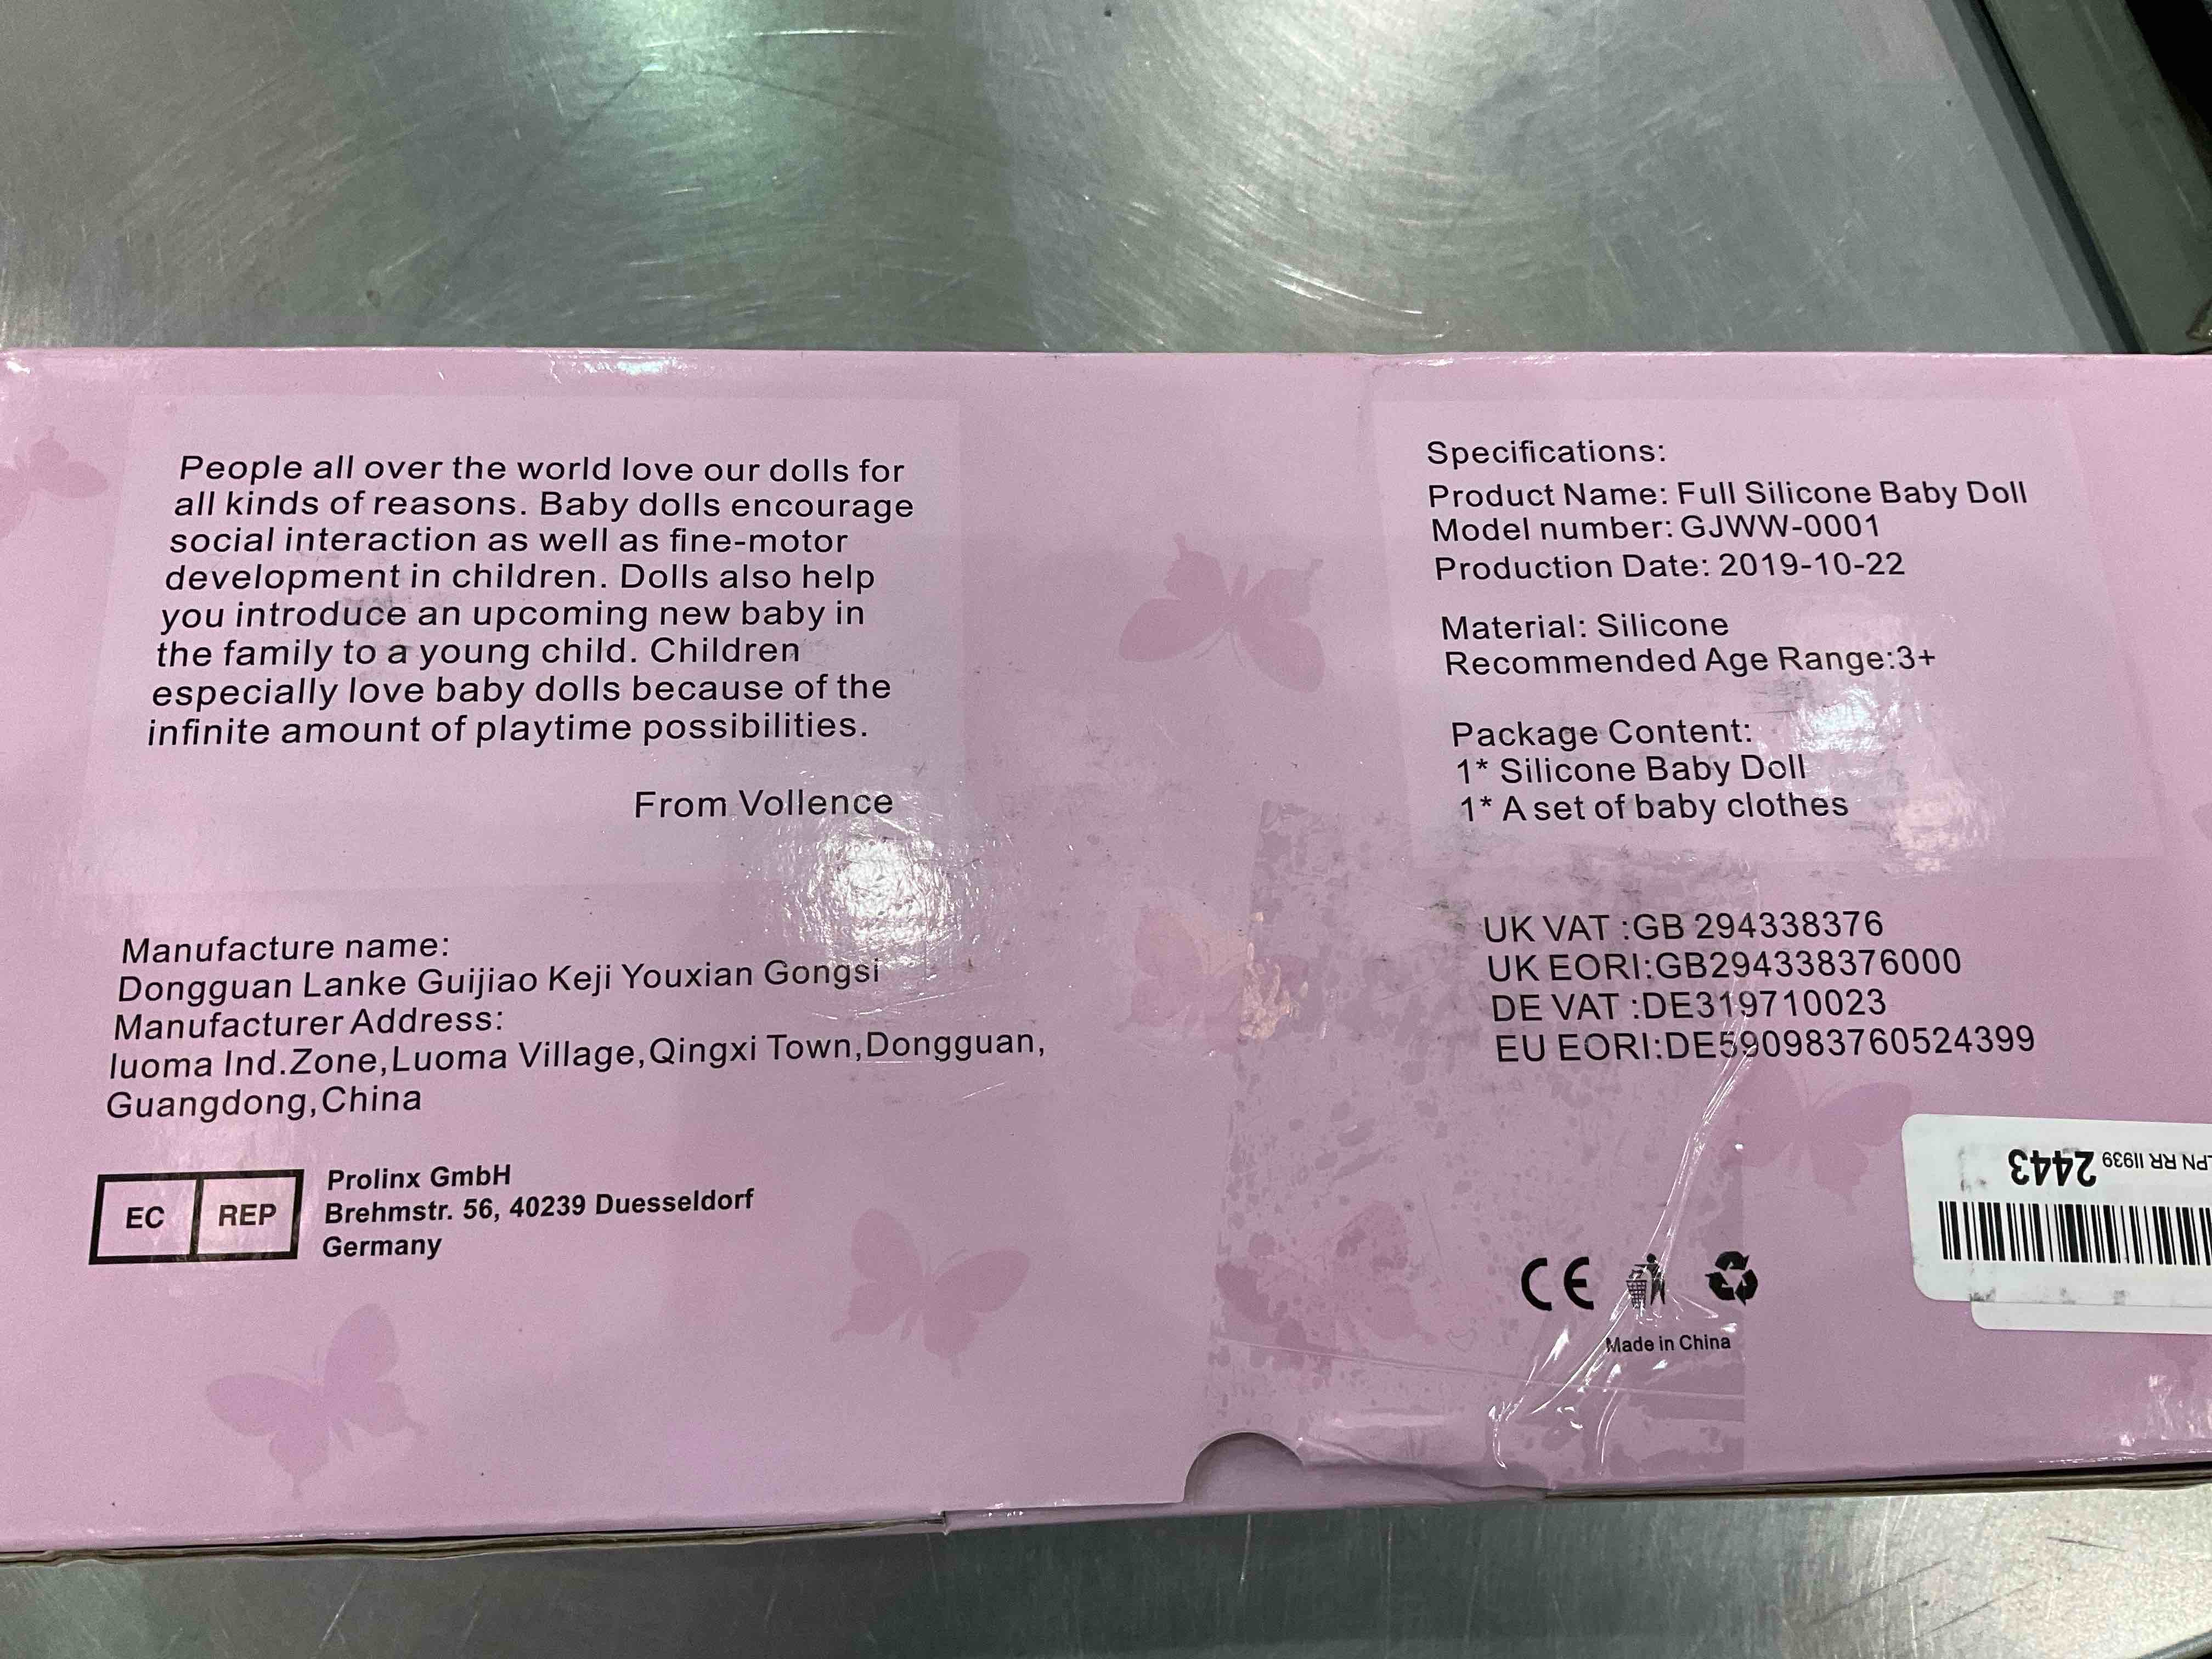 People all over the world love our dolls for
all kinds of reasons. Baby dolls encourage
social interaction as well as fine-motor
development in children. Dolls also help
you introduce an upcoming new baby in
the family to a young child. Children
especially love baby dolls because of the
infinite amount of playtime possibilities.
From Vollence
Manufacture name:
Dongguan Lanke Guijiao Keji Youxian Gongsi
Manufacturer Address:
luoma Ind.Zone,Luoma Village,Qingxi Town,Dongguan,
Guangdong,China
EC REP
Prolinx GmbH
Brehmstr. 56, 40239 Duesseldorf
Germany
Specifications:
Product Name: Full Silicone Baby Doll
Model number: GJWW-0001
Production Date: 2019-10-22
Material: Silicone
Recommended Age Range:3+
Package Content:
1* Silicone Baby Doll
1* A set of baby clothes
UK VAT :GB 294338376
UK EORI:GB294338376000
DE VAT :DE319710023
EU EORI:DE590983760524399
CE
Made in China
LPN RR II939 2443